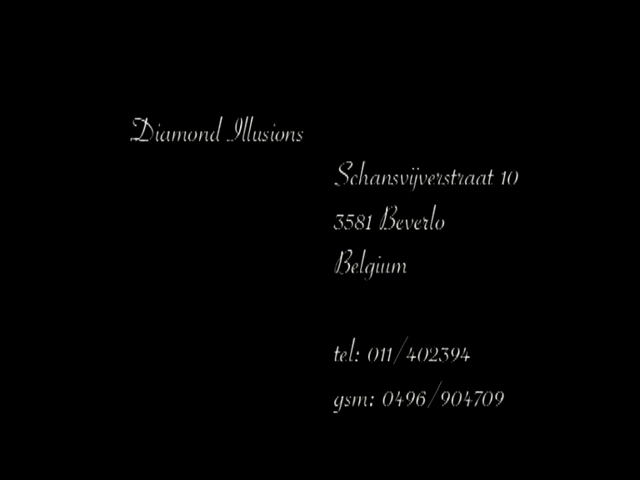 Diamond Illusions
Schansvijverstraat 10
3581 Beverlo
Belgium
tel: 011/402394
gsm: 0496/904709